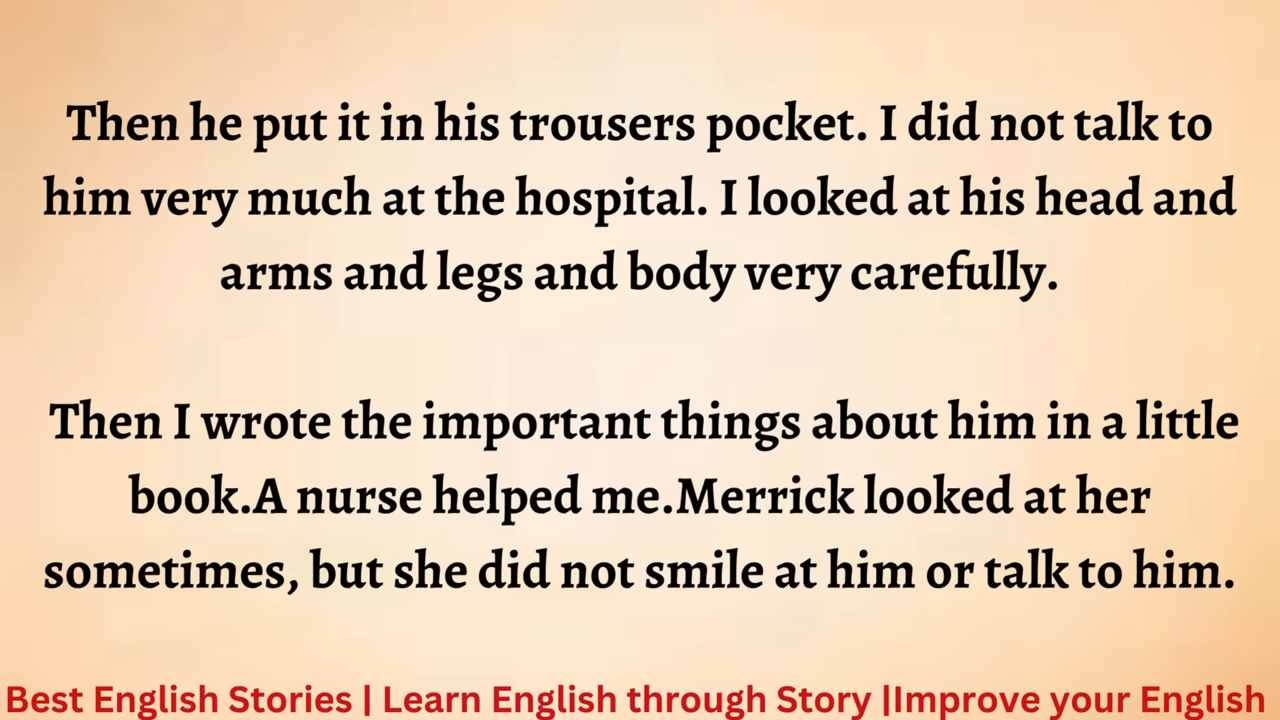 Then he put it in his trousers pocket. I did not talk to
him very much at the hospital. I looked at his head and
arms and legs and body very carefully.
Then I wrote the important things about him in a little
book.A nurse helped me.Merrick looked at her
sometimes, but she did not smile at him or talk to him.
Best English Stories | Learn English through Story |Improve your English